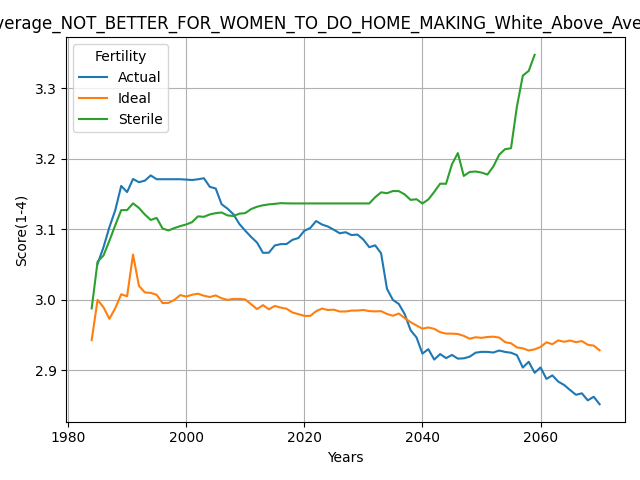 verage_NOT_BETTER_FOR_WOMEN_TO_DO_HOME_MAKING_White_Above_Ave
Fertility
Actual
Ideal
Sterile
3.3
3.2
3.1
3.0
2.9
Score(1-4)
1980 2000 2020 2040 2060
Years